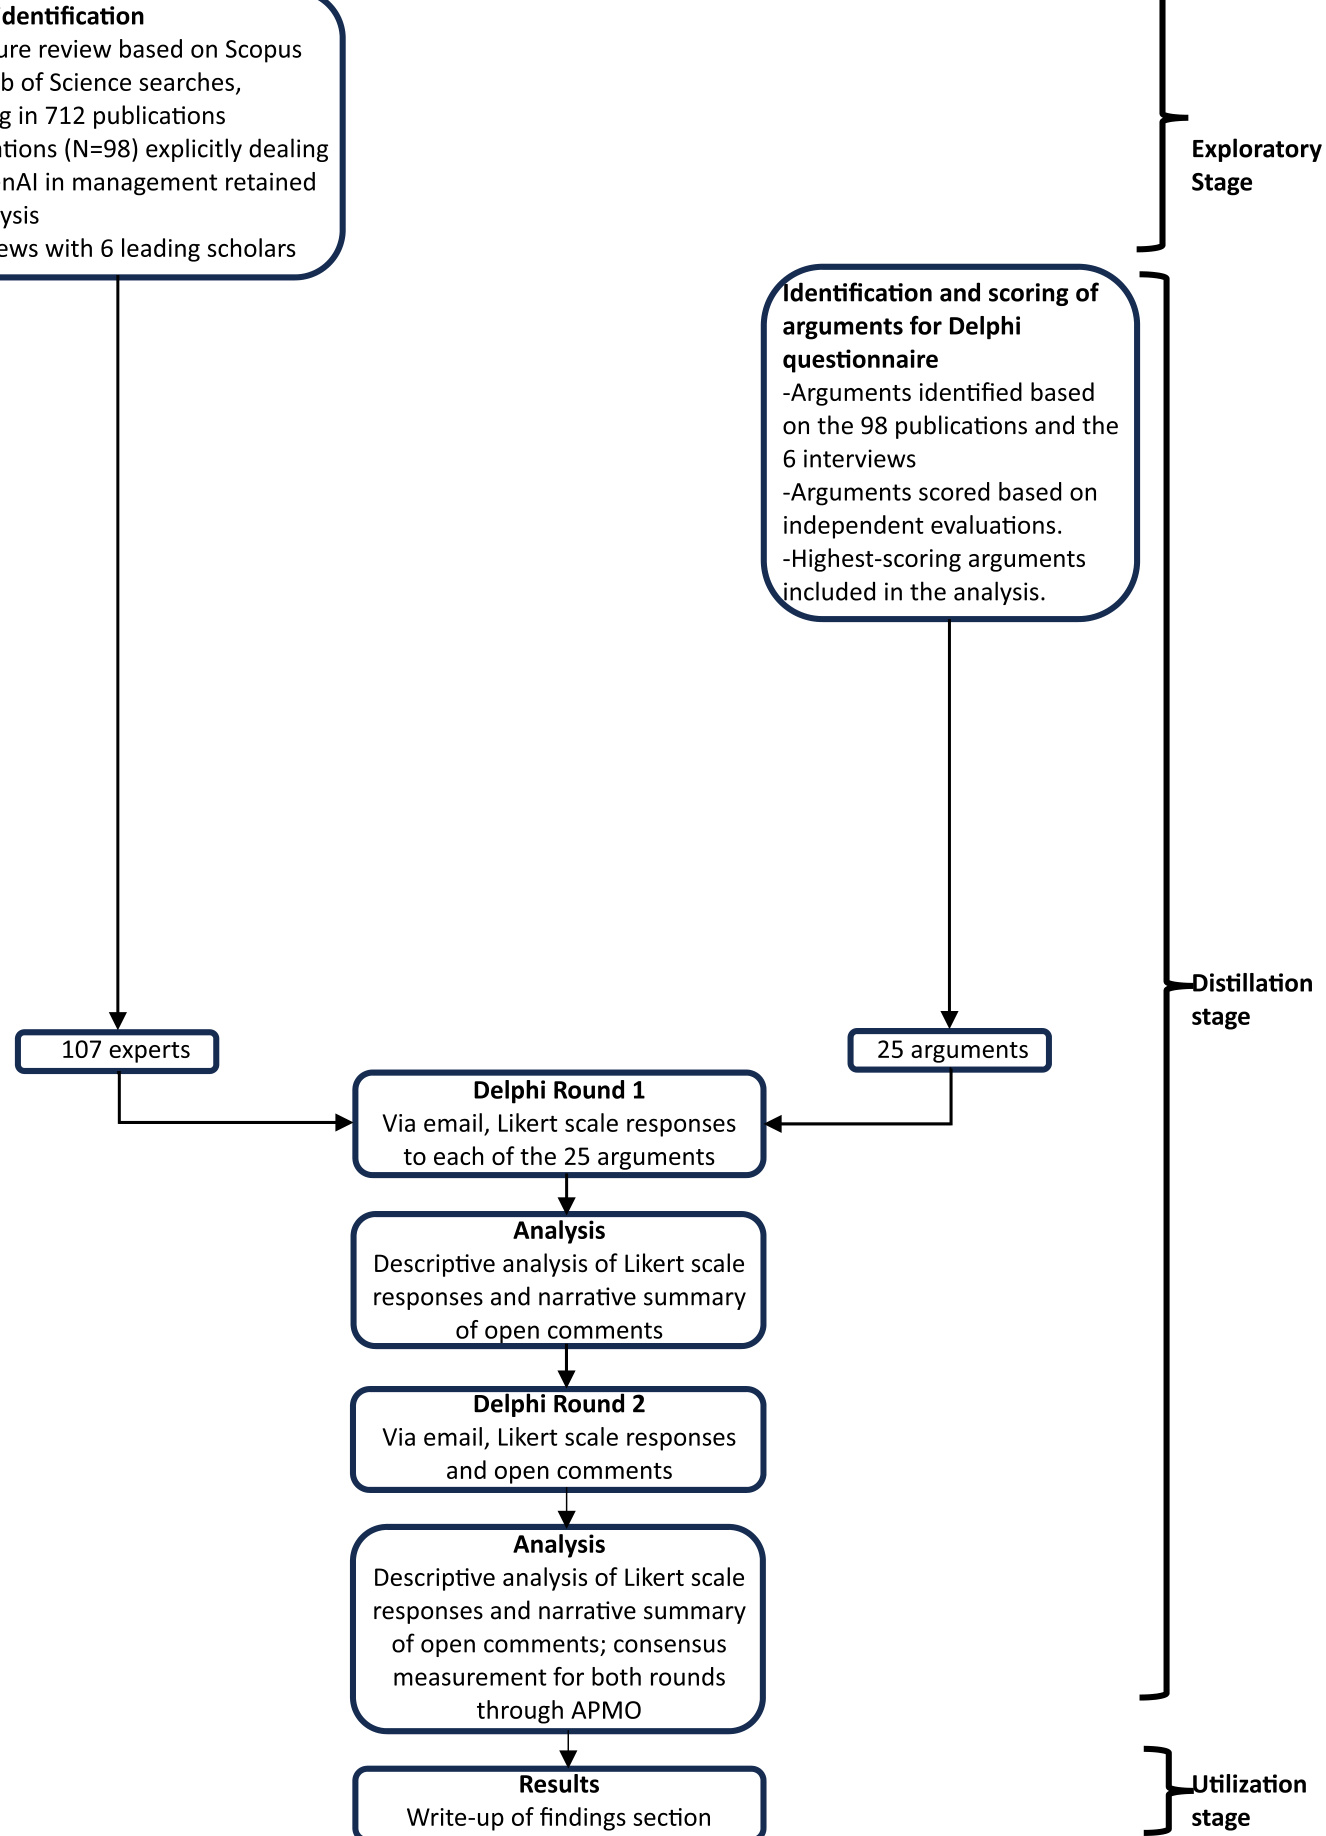 dentification
ure review based on Scopus
b of Science searches,
g in 712 publications
tions (N=98) explicitly dealing
nAI in management retained
ysis
ews with 6 leading scholars
Exploratory
Stage
Identification and scoring of
arguments for Delphi
questionnaire
-Arguments identified based
on the 98 publications and the
6 interviews
-Arguments scored based on
independent evaluations.
-Highest-scoring arguments
included in the analysis.
Distillation
stage
107 experts
25 arguments
Delphi Round 1
Via email, Likert scale responses
to each of the 25 arguments
Analysis
Descriptive analysis of Likert scale
responses and narrative summary
of open comments
Delphi Round 2
Via email, Likert scale responses
and open comments
Analysis
Descriptive analysis of Likert scale
responses and narrative summary
of open comments; consensus
measurement for both rounds
through APMO
Results
Write-up of findings section
Utilization
stage